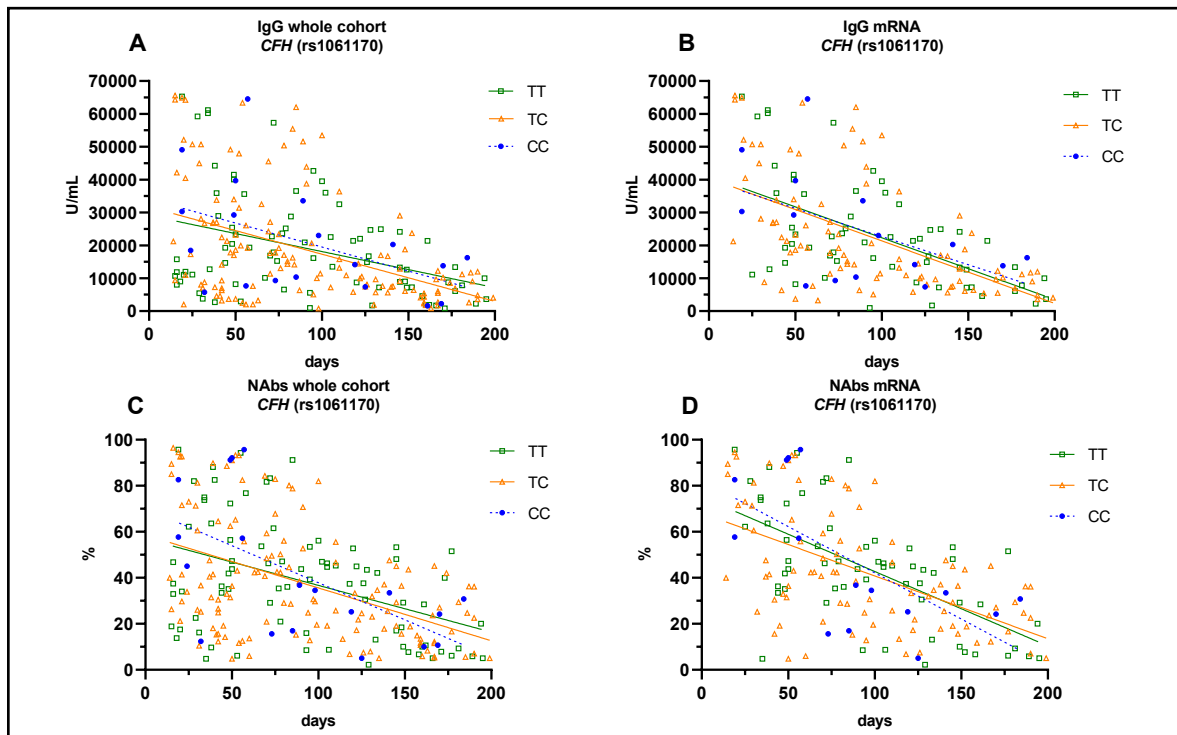 A
IgG whole cohort
CFH (rs1061170)
70000
60000
50000
40000
30000
20000
10000
0
U/mL
0 50 100 150 200
days
TT
TC
CC
B
IgG mRNA
CFH (rs1061170)
70000
60000
50000
40000
30000
20000
10000
0
U/mL
0 50 100 150 200
days
TT
TC
CC
C
NAbs whole cohort
CFH (rs1061170)
100
80
60
40
20
0
%
0 50 100 150 200
days
TT
TC
CC
D
NAbs mRNA
CFH (rs1061170)
100
80
60
40
20
0
%
0 50 100 150 200
days
TT
TC
CC